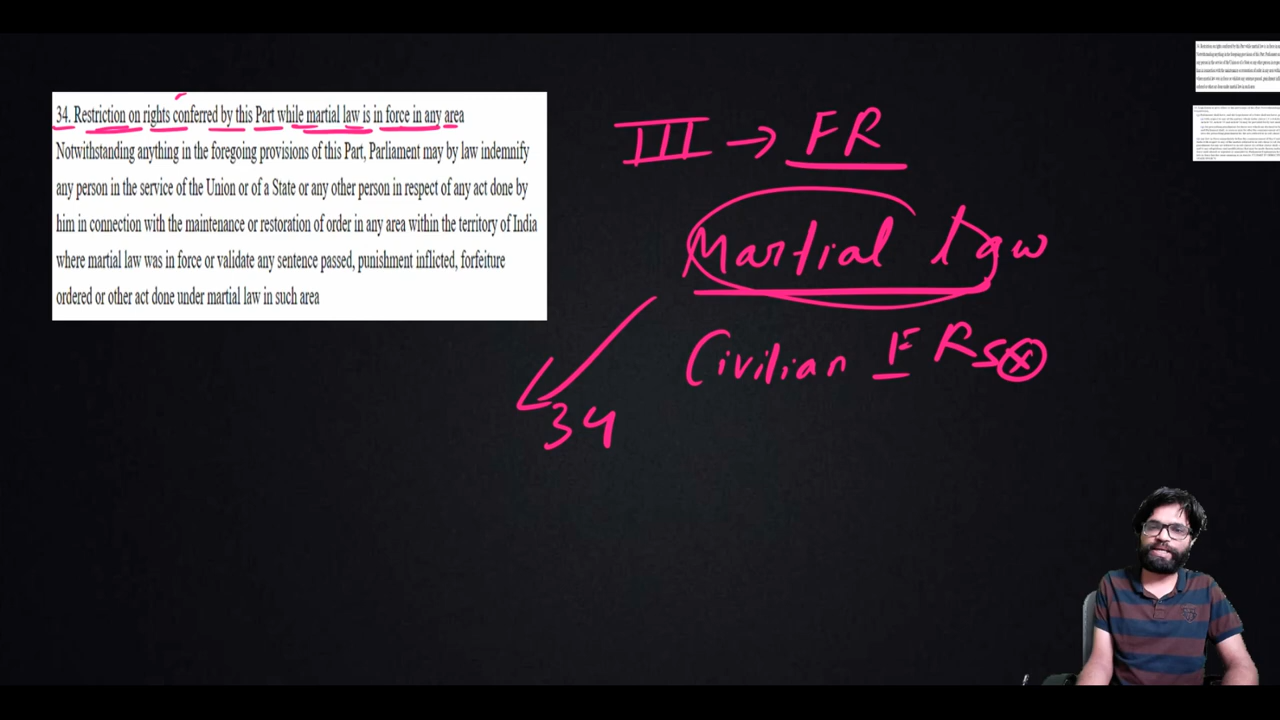 34. Restriction on rights conferred by this Part while martial law is in force in any area
Notwithstanding anything in the foregoing provisions of this Part, Parliament may by law indemnify
any person in the service of the Union or of a State or any other person in respect of any act done by
him in connection with the maintenance or restoration of order in any area within the territory of India
where martial law was in force or validate any sentence passed, punishment inflicted, forfeiture
ordered or other act done under martial law in such area
III → FR
Martial Law
Civilian FRs
34